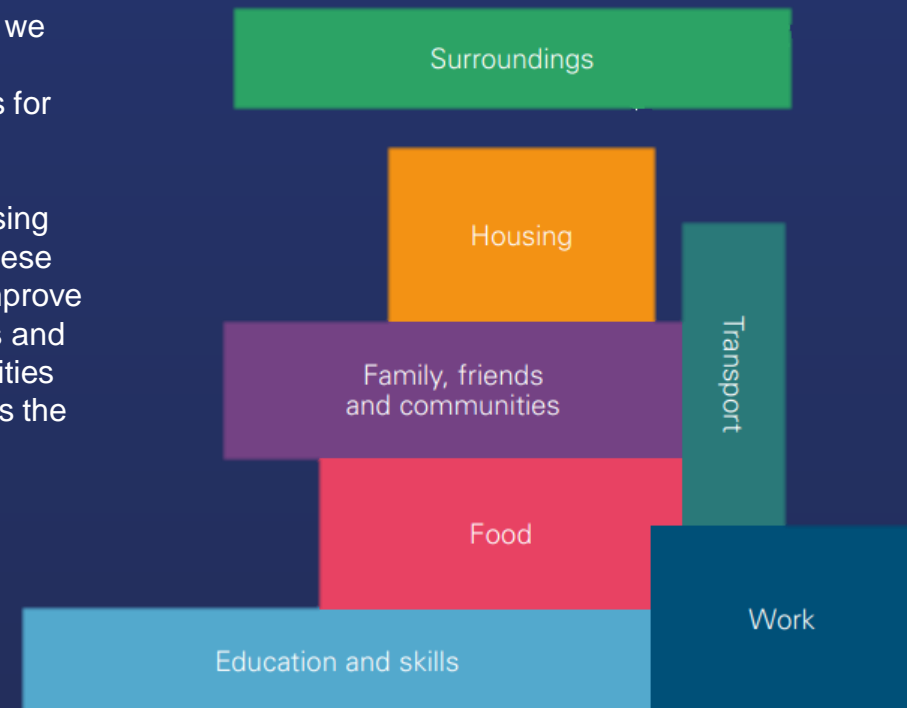 we
s for
sing
ese
prove
s and
ities
s the
Surroundings
Housing
Transport
Family, friends
and communities
Food
Work
Education and skills